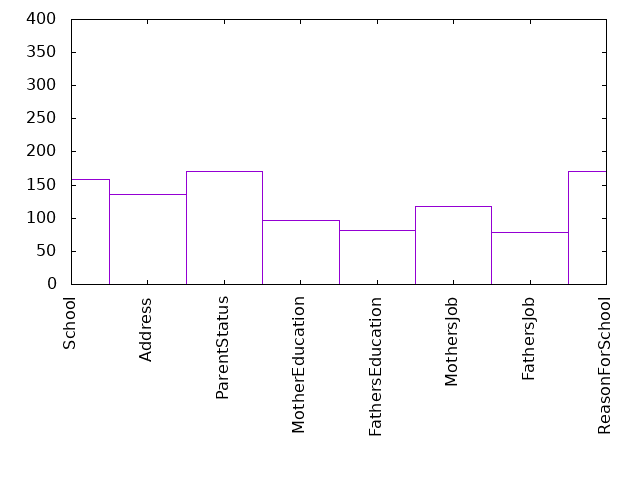 400
350
300
250
200
150
100
50
0
School
Address
ParentStatus
MotherEducation
FathersEducation
MothersJob
FathersJob
ReasonForSchool